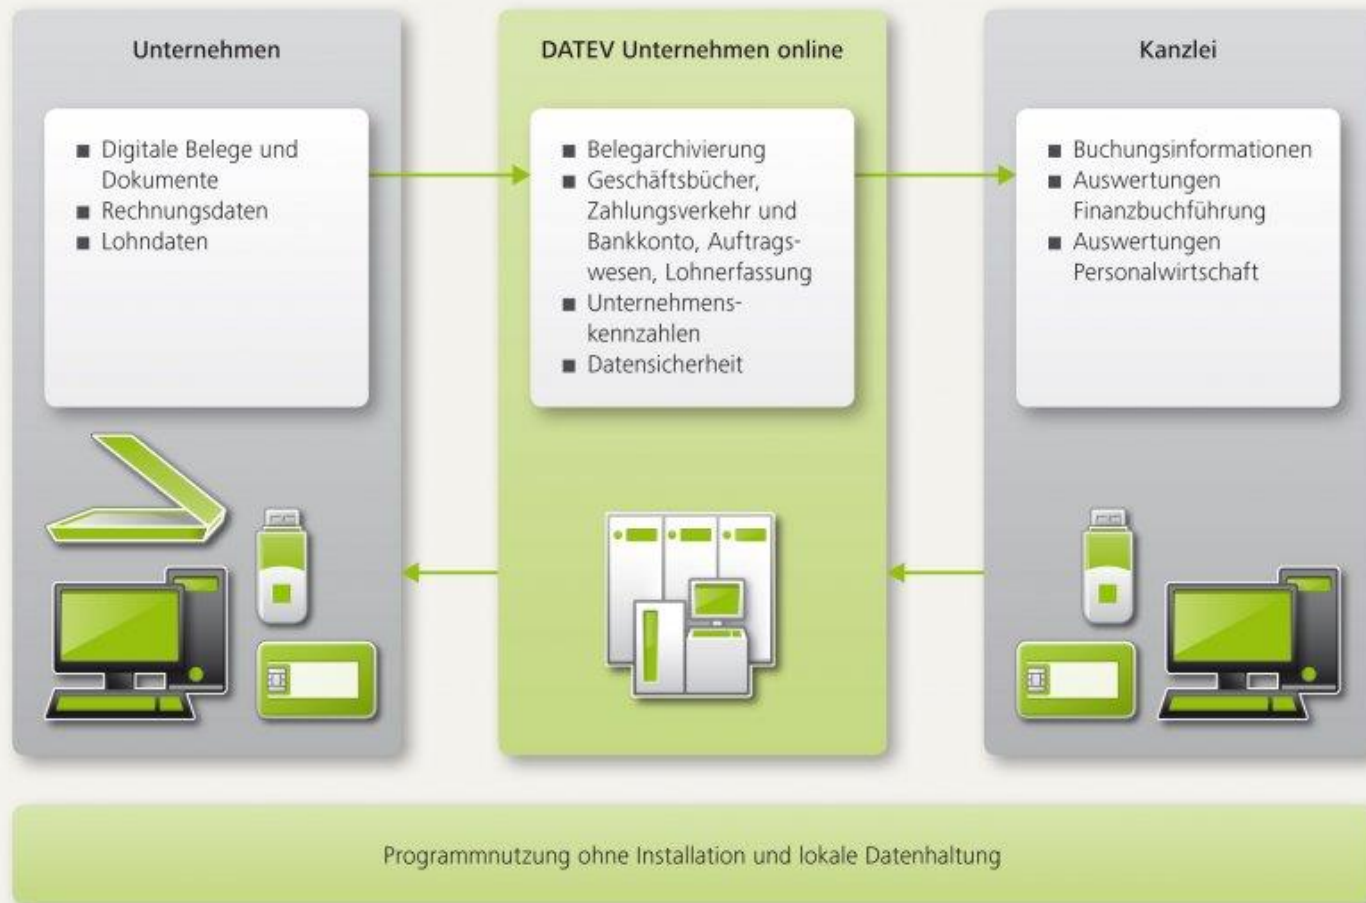 Unternehmen
Digitale Belege und
Dokumente
Rechnungsdaten
Lohndaten
DATEV Unternehmen online
Belegarchivierung
Geschäftsbücher,
Zahlungsverkehr und
Bankkonto, Auftrags-
wesen, Lohnerfassung
Unternehmens-
kennzahlen
Datensicherheit
Kanzlei
Buchungsinformationen
Auswertungen
Finanzbuchführung
Auswertungen
Personalwirtschaft
Programmnutzung ohne Installation und lokale Datenhaltung